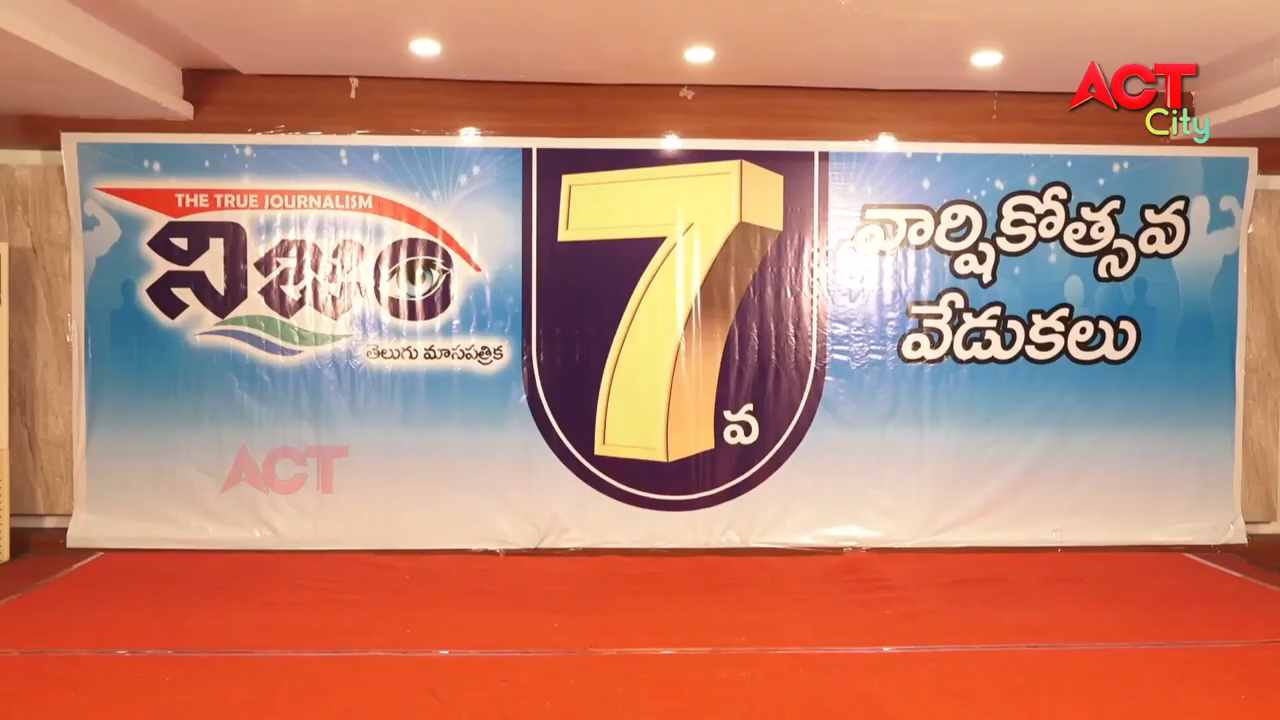 ACT
City
THE TRUE JOURNALISM
నిజం
తెలుగు మాసపత్రిక
7వ
వార్షికోత్సవ
వేడుకలు
ACT